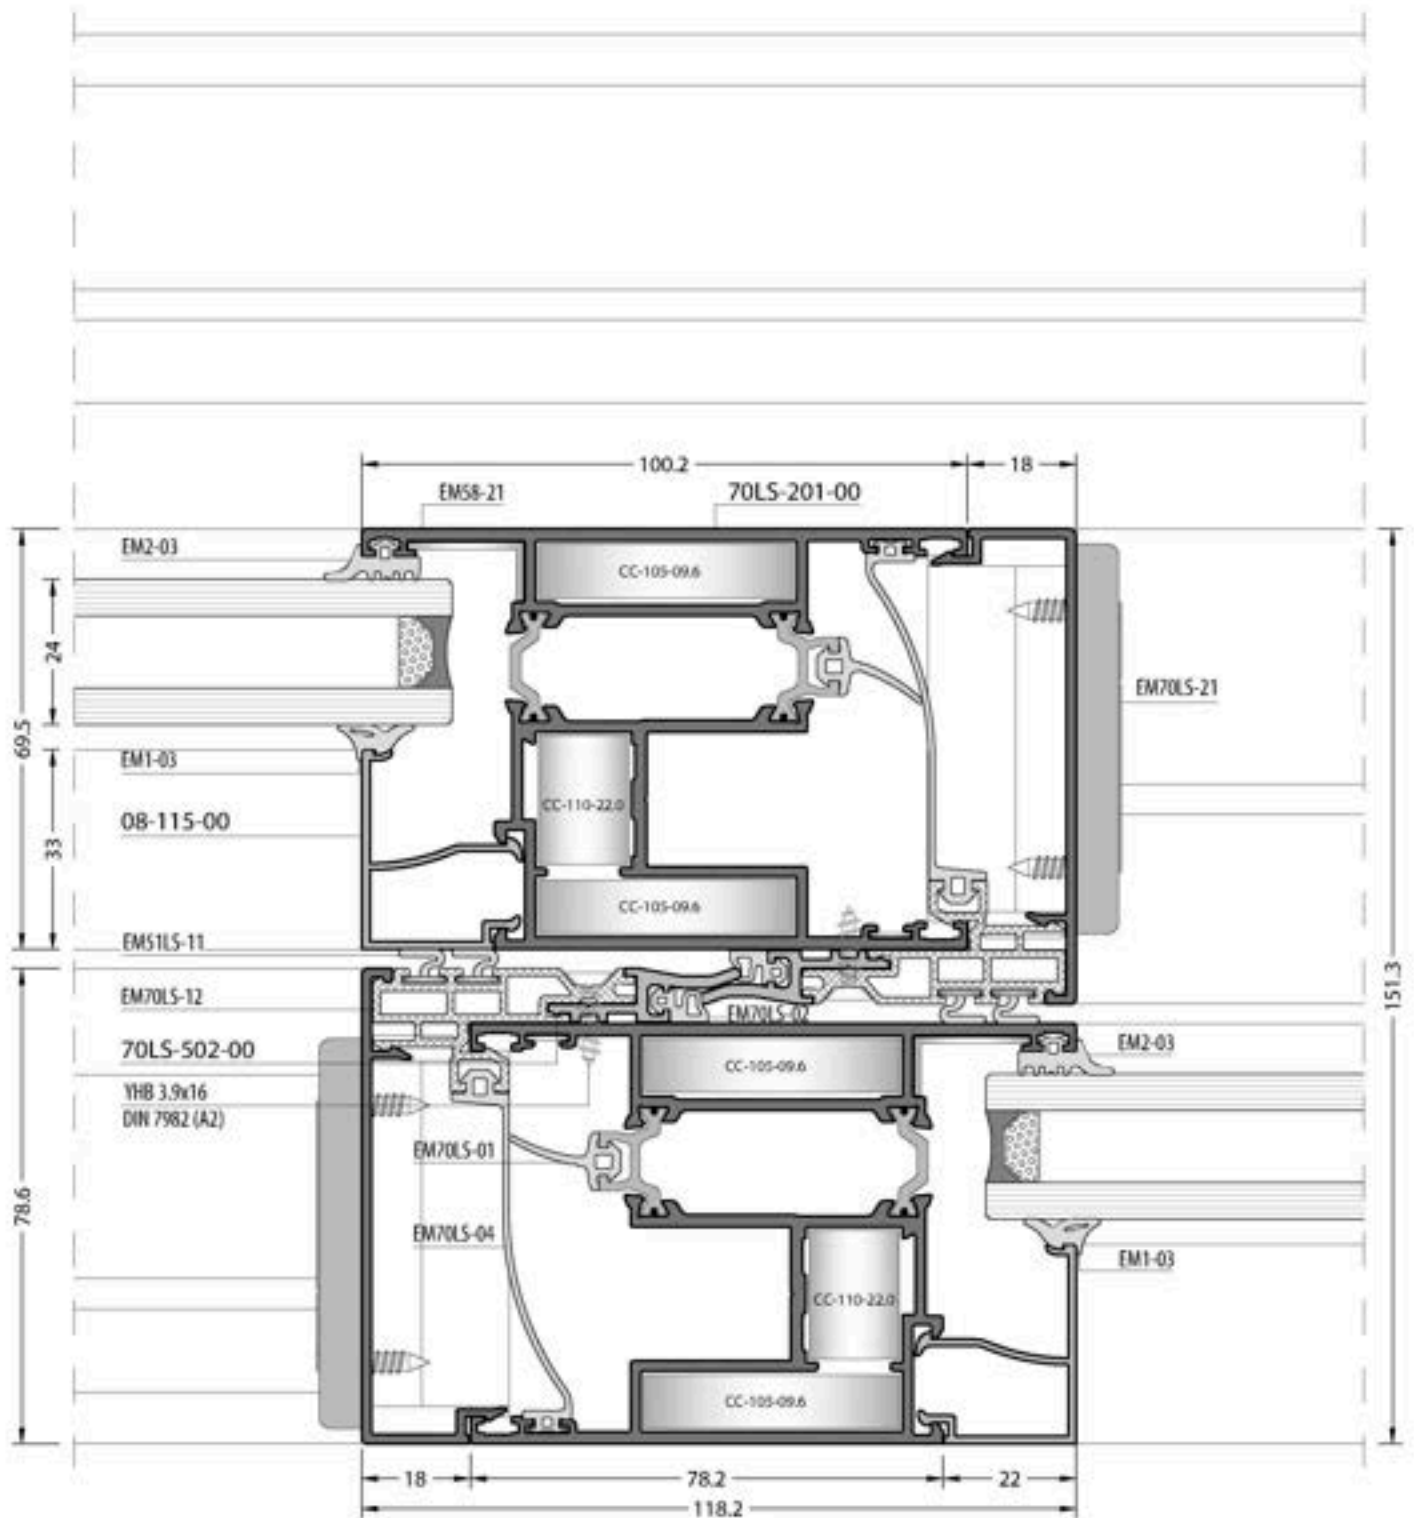 100.2
18
EM58-21
70LS-201-00
EM2-03
CC-105-09.6
24
69.5
EM70LS-21
EM1-03
CC-110-22.0
08-115-00
33
CC-105-09.6
EM51LS-11
EM70LS-12
EM70LS-02
151.3
70LS-502-00
EM2-03
CC-105-09.6
YHB 3.9x16
DIN 7982 (A2)
EM70LS-01
78.6
EM70LS-04
EM1-03
CC-110-22.0
CC-105-09.6
18
78.2
22
118.2